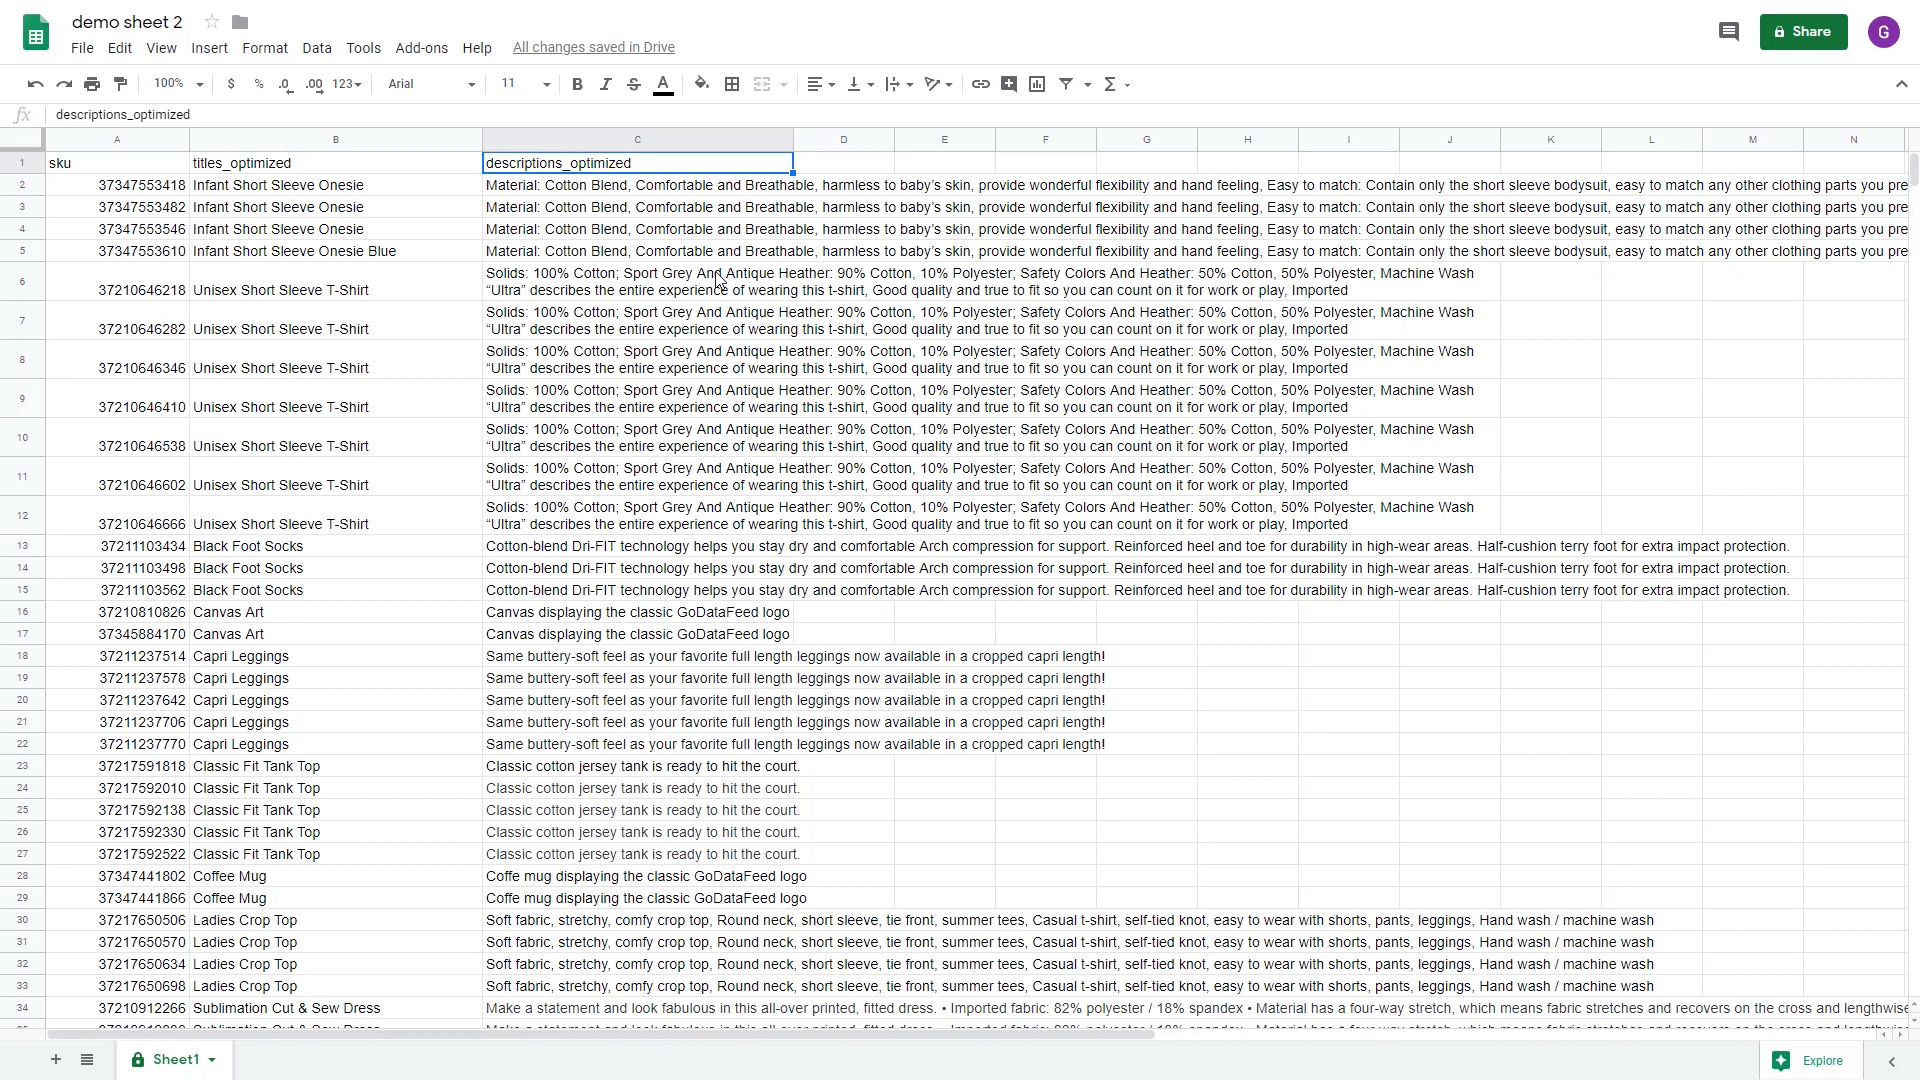 demo sheet 2
File Edit View Insert Format Data Tools Add-ons Help All changes saved in Drive
Share
G
100% $ % .0 .00 123 Arial 11 B I S A Σ
fx descriptions_optimized
A B C D E F G H I J K L M N
1 sku titles_optimized descriptions_optimized
2 37347553418 Infant Short Sleeve Onesie Material: Cotton Blend, Comfortable and Breathable, harmless to baby’s skin, provide wonderful flexibility and hand feeling, Easy to match: Contain only the short sleeve bodysuit, easy to match any other clothing parts you pre
3 37347553482 Infant Short Sleeve Onesie Material: Cotton Blend, Comfortable and Breathable, harmless to baby’s skin, provide wonderful flexibility and hand feeling, Easy to match: Contain only the short sleeve bodysuit, easy to match any other clothing parts you pre
4 37347553546 Infant Short Sleeve Onesie Material: Cotton Blend, Comfortable and Breathable, harmless to baby’s skin, provide wonderful flexibility and hand feeling, Easy to match: Contain only the short sleeve bodysuit, easy to match any other clothing parts you pre
5 37347553610 Infant Short Sleeve Onesie Blue Material: Cotton Blend, Comfortable and Breathable, harmless to baby’s skin, provide wonderful flexibility and hand feeling, Easy to match: Contain only the short sleeve bodysuit, easy to match any other clothing parts you pre
Solids: 100% Cotton; Sport Grey And Antique Heather: 90% Cotton, 10% Polyester; Safety Colors And Heather: 50% Cotton, 50% Polyester, Machine Wash
6 37210646218 Unisex Short Sleeve T-Shirt “Ultra” describes the entire experience of wearing this t-shirt, Good quality and true to fit so you can count on it for work or play, Imported
Solids: 100% Cotton; Sport Grey And Antique Heather: 90% Cotton, 10% Polyester; Safety Colors And Heather: 50% Cotton, 50% Polyester, Machine Wash
7 37210646282 Unisex Short Sleeve T-Shirt “Ultra” describes the entire experience of wearing this t-shirt, Good quality and true to fit so you can count on it for work or play, Imported
Solids: 100% Cotton; Sport Grey And Antique Heather: 90% Cotton, 10% Polyester; Safety Colors And Heather: 50% Cotton, 50% Polyester, Machine Wash
8 37210646346 Unisex Short Sleeve T-Shirt “Ultra” describes the entire experience of wearing this t-shirt, Good quality and true to fit so you can count on it for work or play, Imported
Solids: 100% Cotton; Sport Grey And Antique Heather: 90% Cotton, 10% Polyester; Safety Colors And Heather: 50% Cotton, 50% Polyester, Machine Wash
9 37210646410 Unisex Short Sleeve T-Shirt “Ultra” describes the entire experience of wearing this t-shirt, Good quality and true to fit so you can count on it for work or play, Imported
Solids: 100% Cotton; Sport Grey And Antique Heather: 90% Cotton, 10% Polyester; Safety Colors And Heather: 50% Cotton, 50% Polyester, Machine Wash
10 37210646538 Unisex Short Sleeve T-Shirt “Ultra” describes the entire experience of wearing this t-shirt, Good quality and true to fit so you can count on it for work or play, Imported
Solids: 100% Cotton; Sport Grey And Antique Heather: 90% Cotton, 10% Polyester; Safety Colors And Heather: 50% Cotton, 50% Polyester, Machine Wash
11 37210646602 Unisex Short Sleeve T-Shirt “Ultra” describes the entire experience of wearing this t-shirt, Good quality and true to fit so you can count on it for work or play, Imported
Solids: 100% Cotton; Sport Grey And Antique Heather: 90% Cotton, 10% Polyester; Safety Colors And Heather: 50% Cotton, 50% Polyester, Machine Wash
12 37210646666 Unisex Short Sleeve T-Shirt “Ultra” describes the entire experience of wearing this t-shirt, Good quality and true to fit so you can count on it for work or play, Imported
13 37211103434 Black Foot Socks Cotton-blend Dri-FIT technology helps you stay dry and comfortable Arch compression for support. Reinforced heel and toe for durability in high-wear areas. Half-cushion terry foot for extra impact protection.
14 37211103498 Black Foot Socks Cotton-blend Dri-FIT technology helps you stay dry and comfortable Arch compression for support. Reinforced heel and toe for durability in high-wear areas. Half-cushion terry foot for extra impact protection.
15 37211103562 Black Foot Socks Cotton-blend Dri-FIT technology helps you stay dry and comfortable Arch compression for support. Reinforced heel and toe for durability in high-wear areas. Half-cushion terry foot for extra impact protection.
16 37210810826 Canvas Art Canvas displaying the classic GoDataFeed logo
17 37345884170 Canvas Art Canvas displaying the classic GoDataFeed logo
18 37211237514 Capri Leggings Same buttery-soft feel as your favorite full length leggings now available in a cropped capri length!
19 37211237578 Capri Leggings Same buttery-soft feel as your favorite full length leggings now available in a cropped capri length!
20 37211237642 Capri Leggings Same buttery-soft feel as your favorite full length leggings now available in a cropped capri length!
21 37211237706 Capri Leggings Same buttery-soft feel as your favorite full length leggings now available in a cropped capri length!
22 37211237770 Capri Leggings Same buttery-soft feel as your favorite full length leggings now available in a cropped capri length!
23 37217591818 Classic Fit Tank Top Classic cotton jersey tank is ready to hit the court.
24 37217592010 Classic Fit Tank Top Classic cotton jersey tank is ready to hit the court.
25 37217592138 Classic Fit Tank Top Classic cotton jersey tank is ready to hit the court.
26 37217592330 Classic Fit Tank Top Classic cotton jersey tank is ready to hit the court.
27 37217592522 Classic Fit Tank Top Classic cotton jersey tank is ready to hit the court.
28 37347441802 Coffee Mug Coffe mug displaying the classic GoDataFeed logo
29 37347441866 Coffee Mug Coffe mug displaying the classic GoDataFeed logo
30 37217650506 Ladies Crop Top Soft fabric, stretchy, comfy crop top, Round neck, short sleeve, tie front, summer tees, Casual t-shirt, self-tied knot, easy to wear with shorts, pants, leggings, Hand wash / machine wash
31 37217650570 Ladies Crop Top Soft fabric, stretchy, comfy crop top, Round neck, short sleeve, tie front, summer tees, Casual t-shirt, self-tied knot, easy to wear with shorts, pants, leggings, Hand wash / machine wash
32 37217650634 Ladies Crop Top Soft fabric, stretchy, comfy crop top, Round neck, short sleeve, tie front, summer tees, Casual t-shirt, self-tied knot, easy to wear with shorts, pants, leggings, Hand wash / machine wash
33 37217650698 Ladies Crop Top Soft fabric, stretchy, comfy crop top, Round neck, short sleeve, tie front, summer tees, Casual t-shirt, self-tied knot, easy to wear with shorts, pants, leggings, Hand wash / machine wash
34 37210912266 Sublimation Cut & Sew Dress Make a statement and look fabulous in this all-over printed, fitted dress. • Imported fabric: 82% polyester / 18% spandex • Material has a four-way stretch, which means fabric stretches and recovers on the cross and lengthwise
Sheet1
Explore